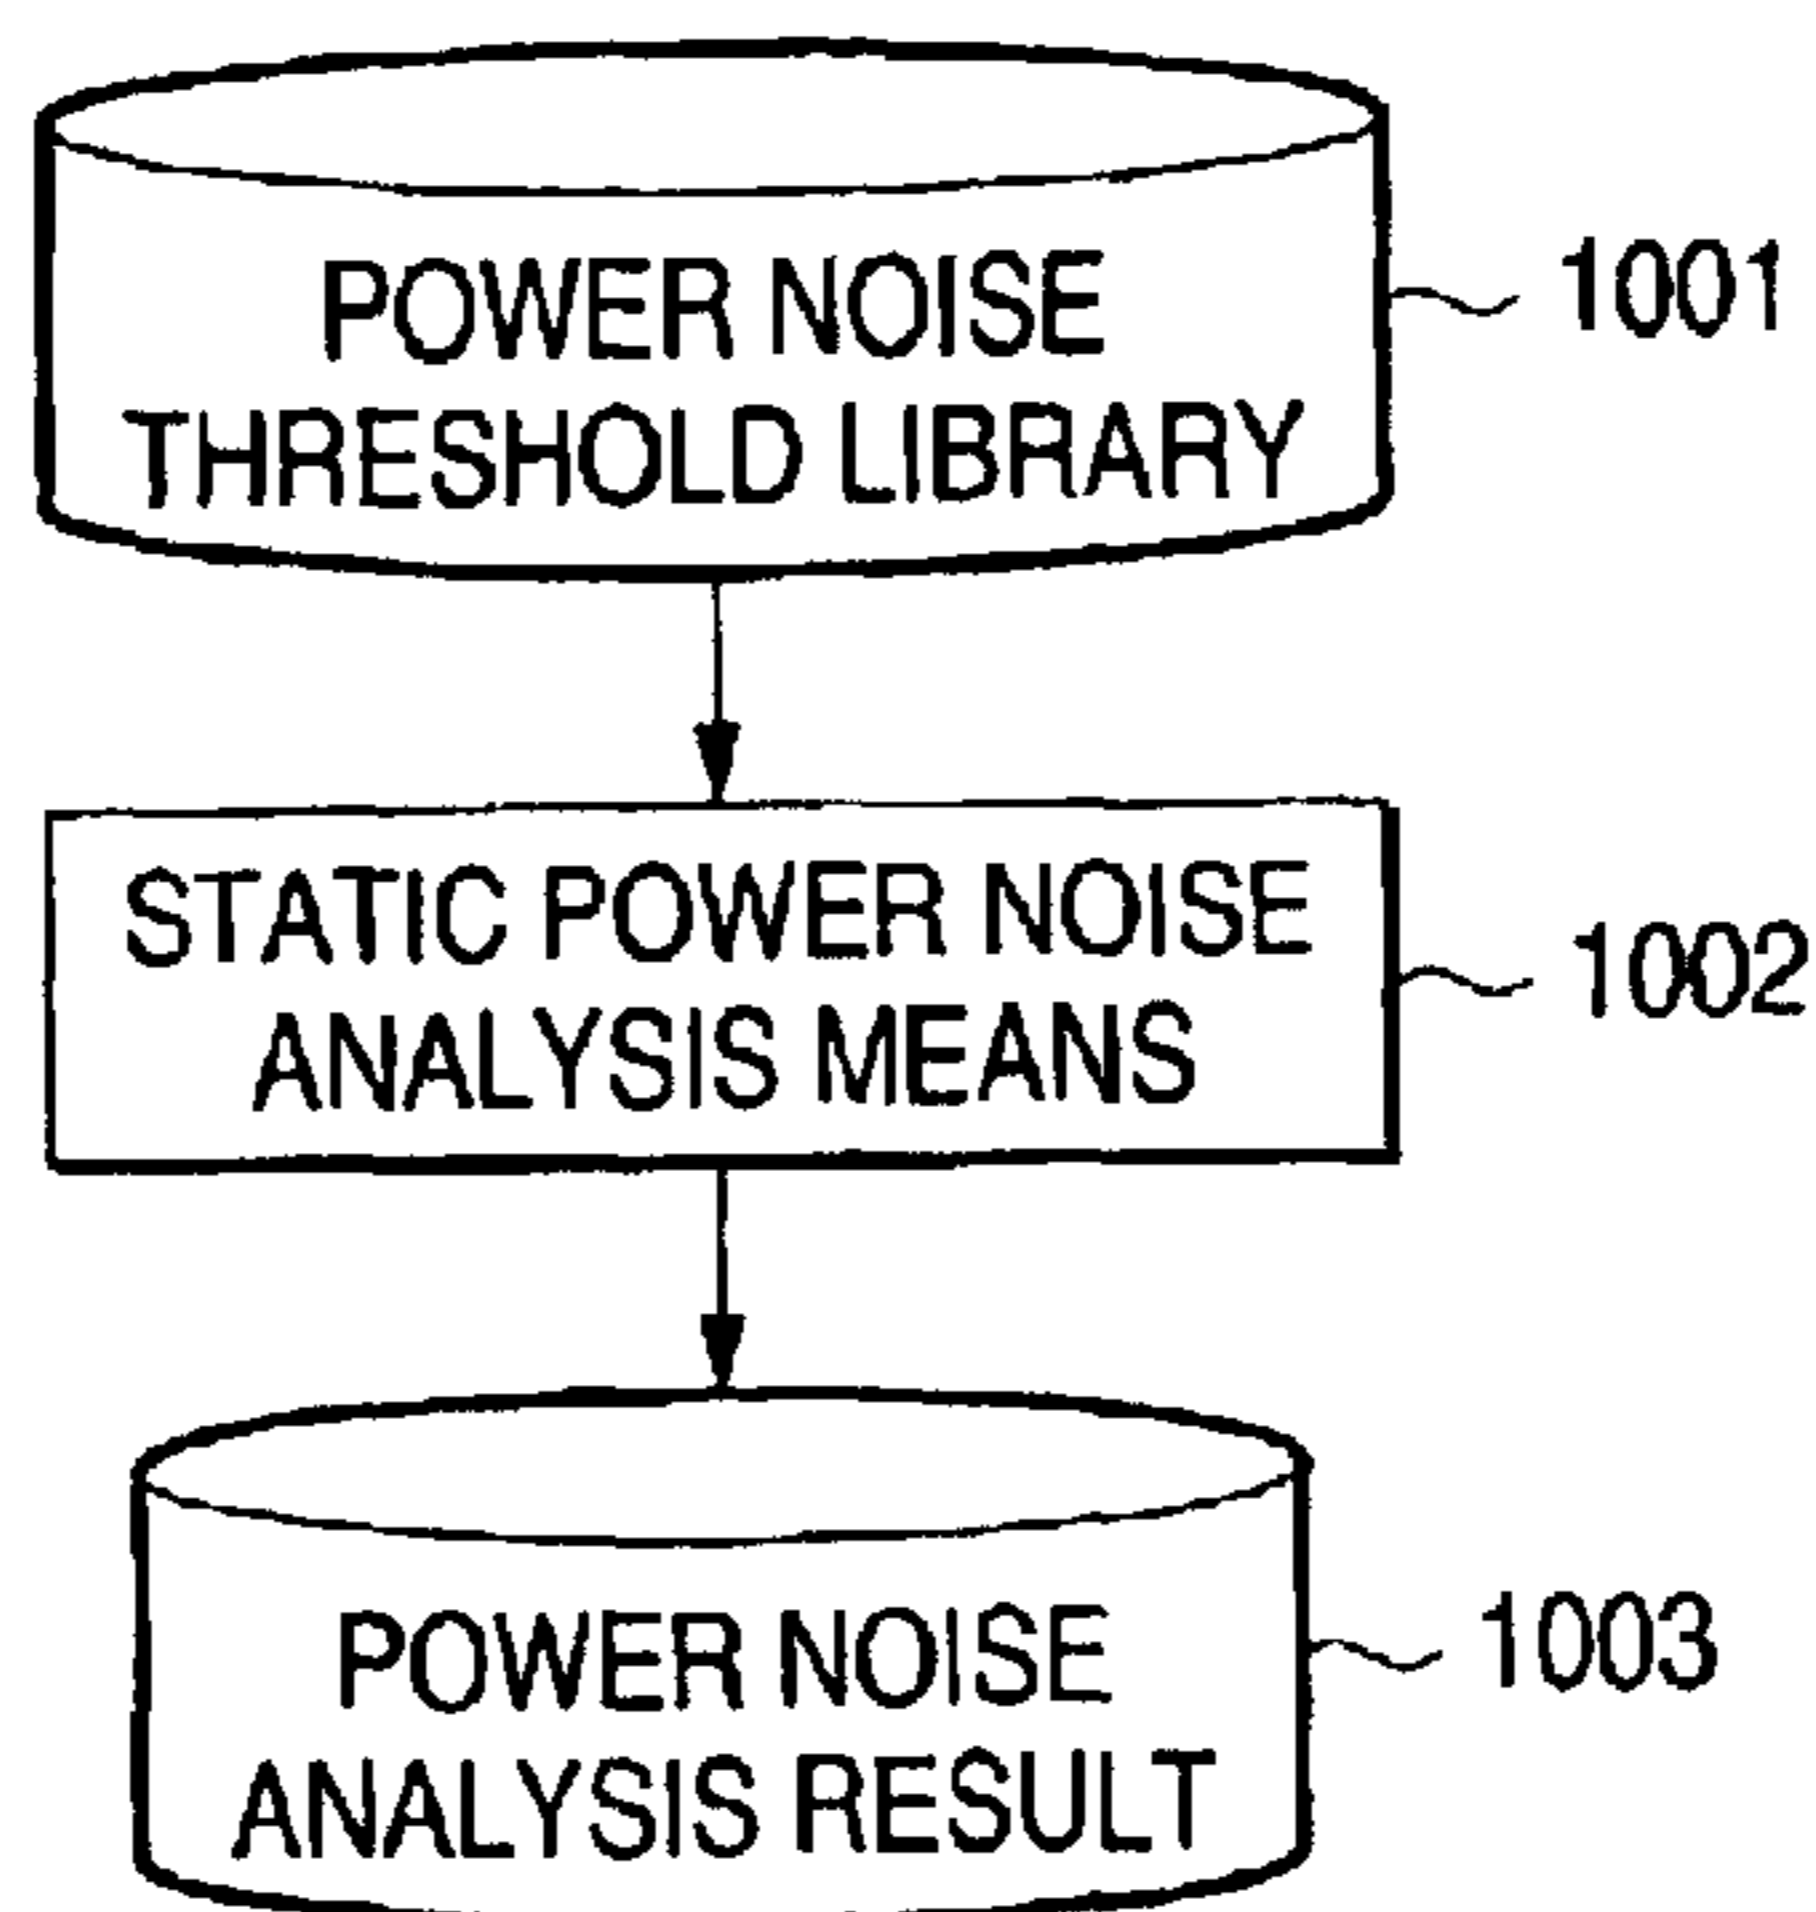 POWER NOISE
THRESHOLD LIBRARY
1001
STATIC POWER NOISE
ANALYSIS MEANS
1002
POWER NOISE
ANALYSIS RESULT
1003